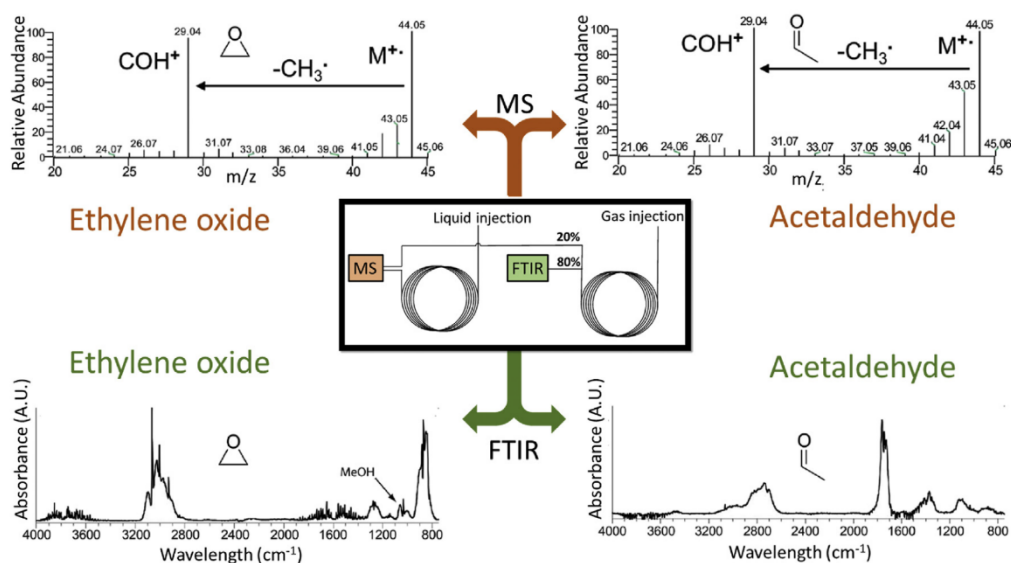 29.04
44.05
COH⁺
O
M⁺·
-CH₃·
Relative Abundance
100
80
60
40
20
0
21.06
24.07
26.07
31.07
33.08
36.04
39.06
41.05
43.05
45.06
20
25
30
35
40
45
m/z
Ethylene oxide
MS
29.04
44.05
COH⁺
O
M⁺·
-CH₃·
Relative Abundance
100
80
60
40
20
0
43.05
42.04
41.04
21.06
24.06
26.07
31.07
33.07
37.05
39.06
45.06
20
25
30
35
40
45
m/z
Acetaldehyde
Liquid injection
Gas injection
20%
MS
FTIR
80%
Ethylene oxide
Acetaldehyde
FTIR
Absorbance (A.U.)
O
MeOH
4000
3600
2800
2000
1600
1200
800
Wavelength (cm⁻¹)
Absorbance (A.U.)
O
4000
3600
2800
2000
1600
1200
800
Wavelength (cm⁻¹)